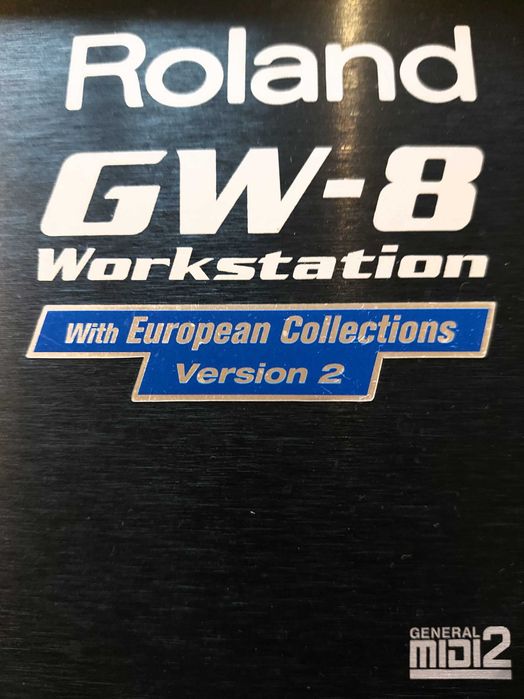 Roland
GW-8
Workstation
With European Collections
Version 2
GENERAL
MIDI2